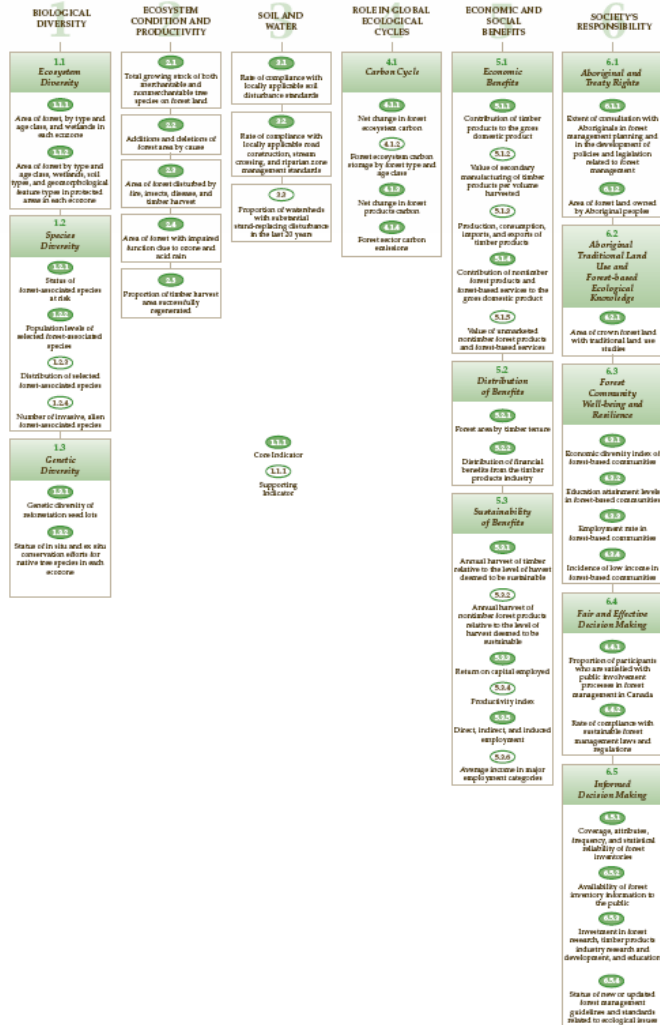 1
BIOLOGICAL
DIVERSITY
1.1
Ecosystem
Diversity
1.1.1
Area of forest, by type and
age class, and wetlands in
each ecozone
1.1.2
Area of forest by type and
age class, wetlands, soil
types, and geomorphological
feature types in protected
areas in each ecozone
1.2
Species
Diversity
1.2.1
Status of
forest-associated species
at risk
1.2.2
Population levels of
selected forest-associated
species
1.2.3
Distribution of selected
forest-associated species
1.2.4
Number of invasive, alien
forest-associated species
1.3
Genetic
Diversity
1.3.1
Genetic diversity of
reforestation seed lots
1.3.2
Status of in situ and ex situ
conservation efforts for
native tree species in each
ecozone
2
ECOSYSTEM
CONDITION AND
PRODUCTIVITY
2.1
Total growing stock of both
merchantable and
nonmerchantable tree
species on forest land
2.2
Additions and deletions of
forest area by cause
2.3
Area of forest disturbed by
fire, insects, disease, and
timber harvest
2.4
Area of forest with impaired
function due to ozone and
acid rain
2.5
Proportion of timber harvest
area successfully
regenerated
3
SOIL AND
WATER
3.1
Rate of compliance with
locally applicable soil
disturbance standards
3.2
Rate of compliance with
locally applicable road
construction, stream
crossing, and riparian zone
management standards
3.3
Proportion of watersheds
with substantial
stand-replacing disturbance
in the last 20 years
1.1.1
Core Indicator
1.1.1
Supporting
Indicator
4
ROLE IN GLOBAL
ECOLOGICAL
CYCLES
4.1
Carbon Cycle
4.1.1
Net change in forest
ecosystem carbon
4.1.2
Forest ecosystem carbon
storage by forest type and
age class
4.1.3
Net change in forest
products carbon
4.1.4
Forest sector carbon
emissions
5
ECONOMIC AND
SOCIAL
BENEFITS
5.1
Economic
Benefits
5.1.1
Contribution of timber
products to the gross
domestic product
5.1.2
Value of secondary
manufacturing of timber
products per volume
harvested
5.1.3
Production, consumption,
imports, and exports of
timber products
5.1.4
Contribution of nontimber
forest products and
forest-based services to the
gross domestic product
5.1.5
Value of unmarketed
nontimber forest products
and forest-based services
5.2
Distribution
of Benefits
5.2.1
Forest area by timber tenure
5.2.2
Distribution of financial
benefits from the timber
products industry
5.3
Sustainability
of Benefits
5.3.1
Annual harvest of timber
relative to the level of havest
deemed to be sustainable
5.3.2
Annual harvest of
nontimber forest products
relative to the level of
harvest deemed to be
sustainable
5.3.3
Return on capital employed
5.3.4
Productivity index
5.3.5
Direct, indirect, and induced
employment
5.3.6
Average income in major
employment categories
6
SOCIETY'S
RESPONSIBILITY
6.1
Aboriginal and
Treaty Rights
6.1.1
Extent of consultation with
Aboriginals in forest
management planning and
in the development of
policies and legislation
related to forest
management
6.1.2
Area of forest land owned
by Aboriginal peoples
6.2
Aboriginal
Traditional Land
Use and
Forest-based
Ecological
Knowledge
6.2.1
Area of crown forest land
with traditional land use
studies
6.3
Forest
Community
Well-being and
Resilience
6.3.1
Economic diversity index of
forest-based communities
6.3.2
Education attainment levels
in forest-based communities
6.3.3
Employment rate in
forest-based communities
6.3.4
Incidence of low income in
forest-based communities
6.4
Fair and Effective
Decision Making
6.4.1
Proportion of participants
who are satisfied with
public involvement
processes in forest
management in Canada
6.4.2
Rate of compliance with
sustainable forest
management laws and
regulations
6.5
Informed
Decision Making
6.5.1
Coverage, attributes,
frequency, and statistical
reliability of forest
inventories
6.5.2
Availability of forest
inventory information to
the public
6.5.3
Investment in forest
research, timber products
industry research and
development, and education
6.5.4
Status of new or updated
forest management
guidelines and standards
related to ecological issues